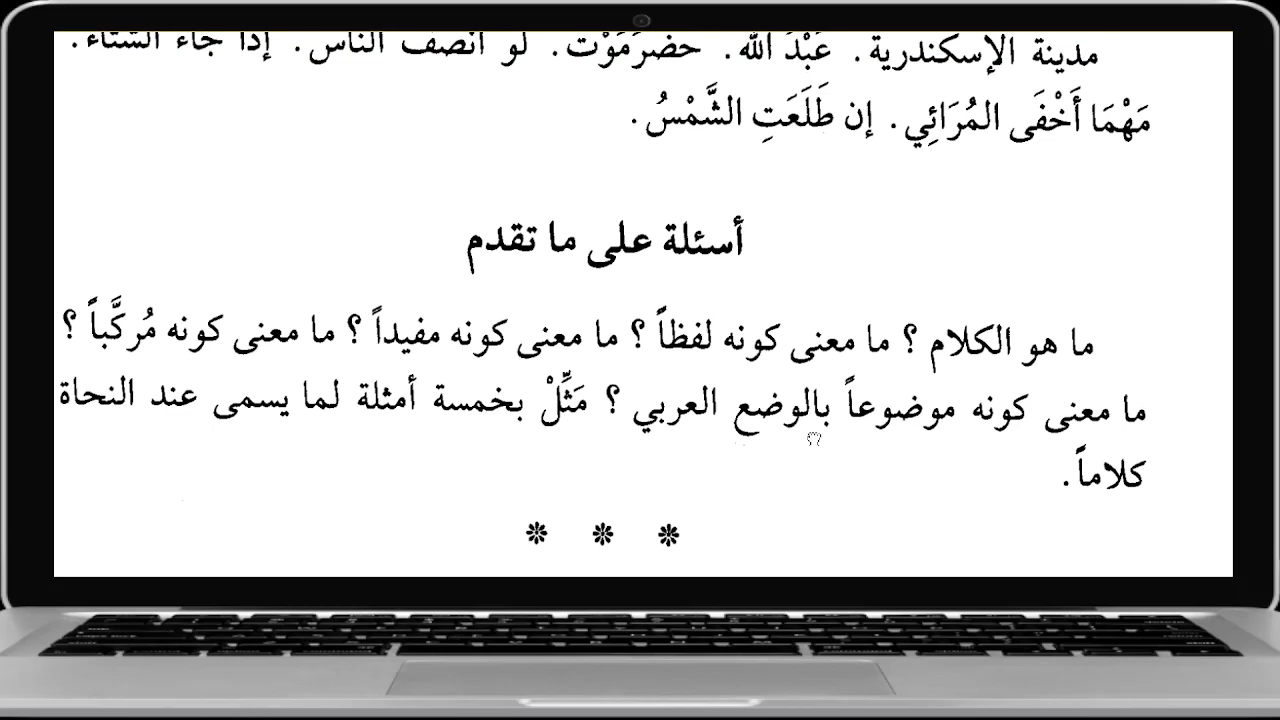 مدينة الإسكندرية. عَبْدَ الله. حضرَمَوْت. لو أنصف الناس. إذا جاء الشتاء.
مَهْمَا أَخْفَى المُرَائِي. إن طَلَعَتِ الشَّمْسُ.
أسئلة على ما تقدم
ما هو الكلام؟ ما معنى كونه لفظاً؟ ما معنى كونه مفيداً؟ ما معنى كونه مُركَّباً؟
ما معنى كونه موضوعاً بالوضع العربي؟ مَثِّلْ بخمسة أمثلة لما يسمى عند النحاة
كلاماً.